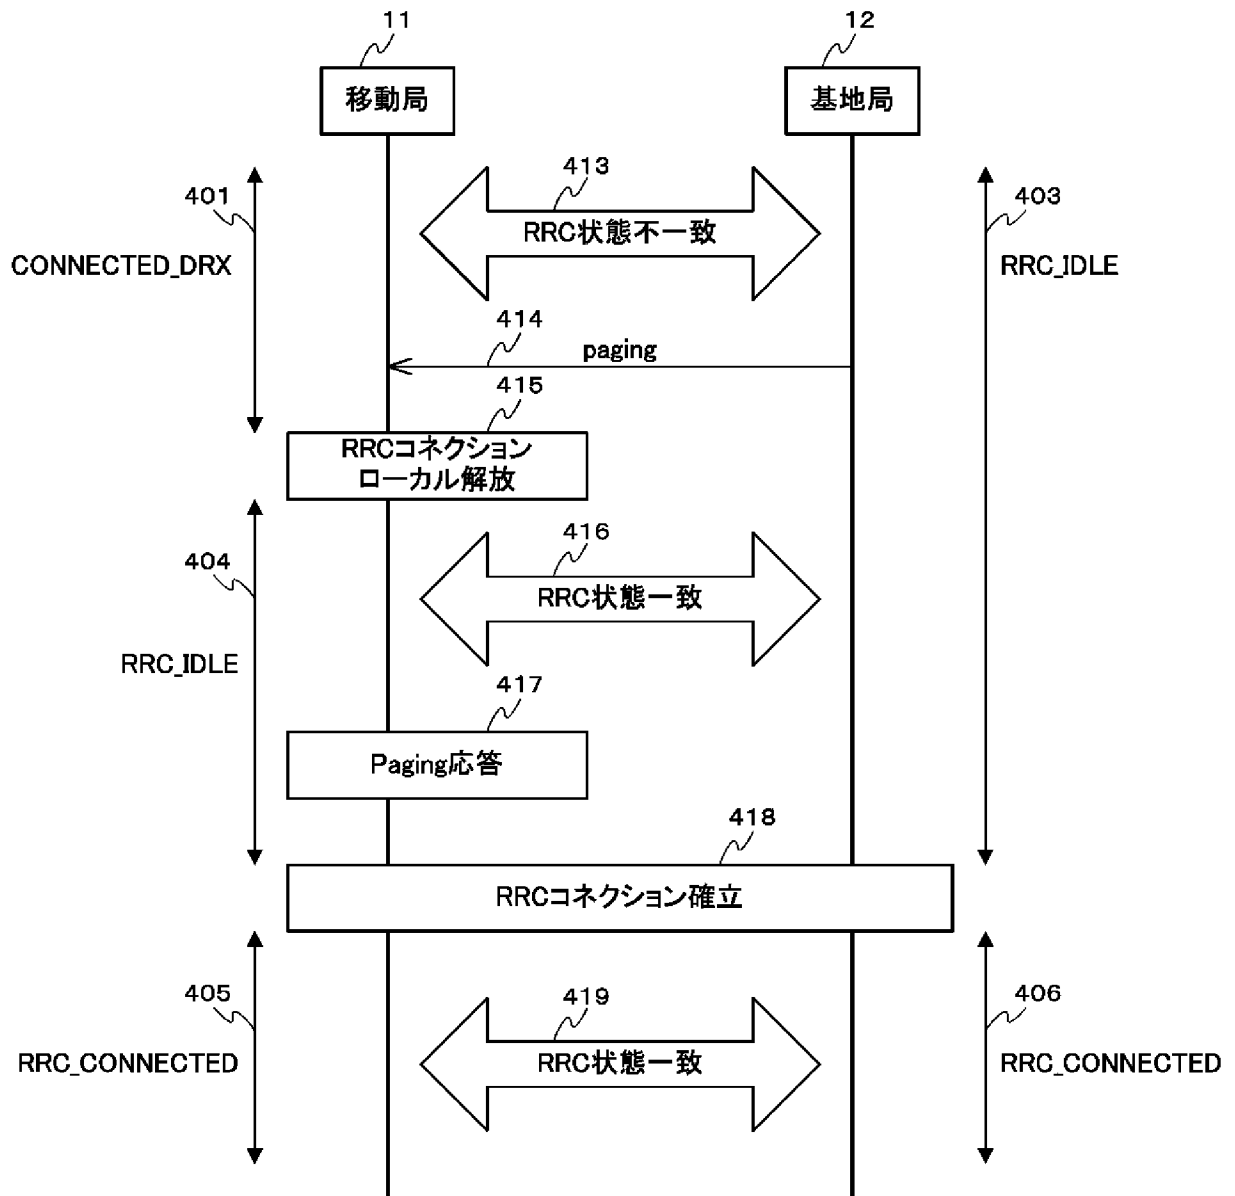 11
12
移動局
基地局
413
401
403
RRC状態不一致
CONNECTED_DRX
RRC_IDLE
414
paging
415
RRCコネクション
ローカル解放
416
404
RRC状態一致
RRC_IDLE
417
Paging応答
418
RRCコネクション確立
405
419
406
RRC_CONNECTED
RRC状態一致
RRC_CONNECTED